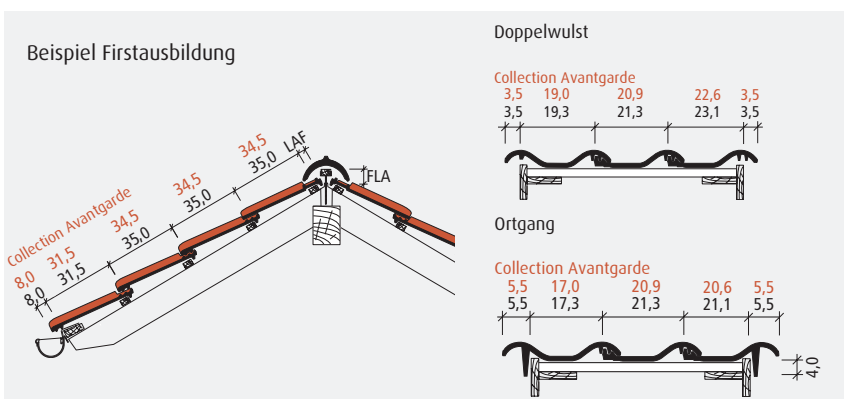 Beispiel Firstausbildung
Collection Avantgarde
8,0 31,5 34,5 34,5 34,5
8,0 31,5 35,0 35,0 35,0 LAF
FLA
Doppelwulst
Collection Avantgarde
3,5 19,0 20,9 22,6 3,5
3,5 19,3 21,3 23,1 3,5
Ortgang
Collection Avantgarde
5,5 17,0 20,9 20,6 5,5
5,5 17,3 21,3 21,1 5,5
4,0